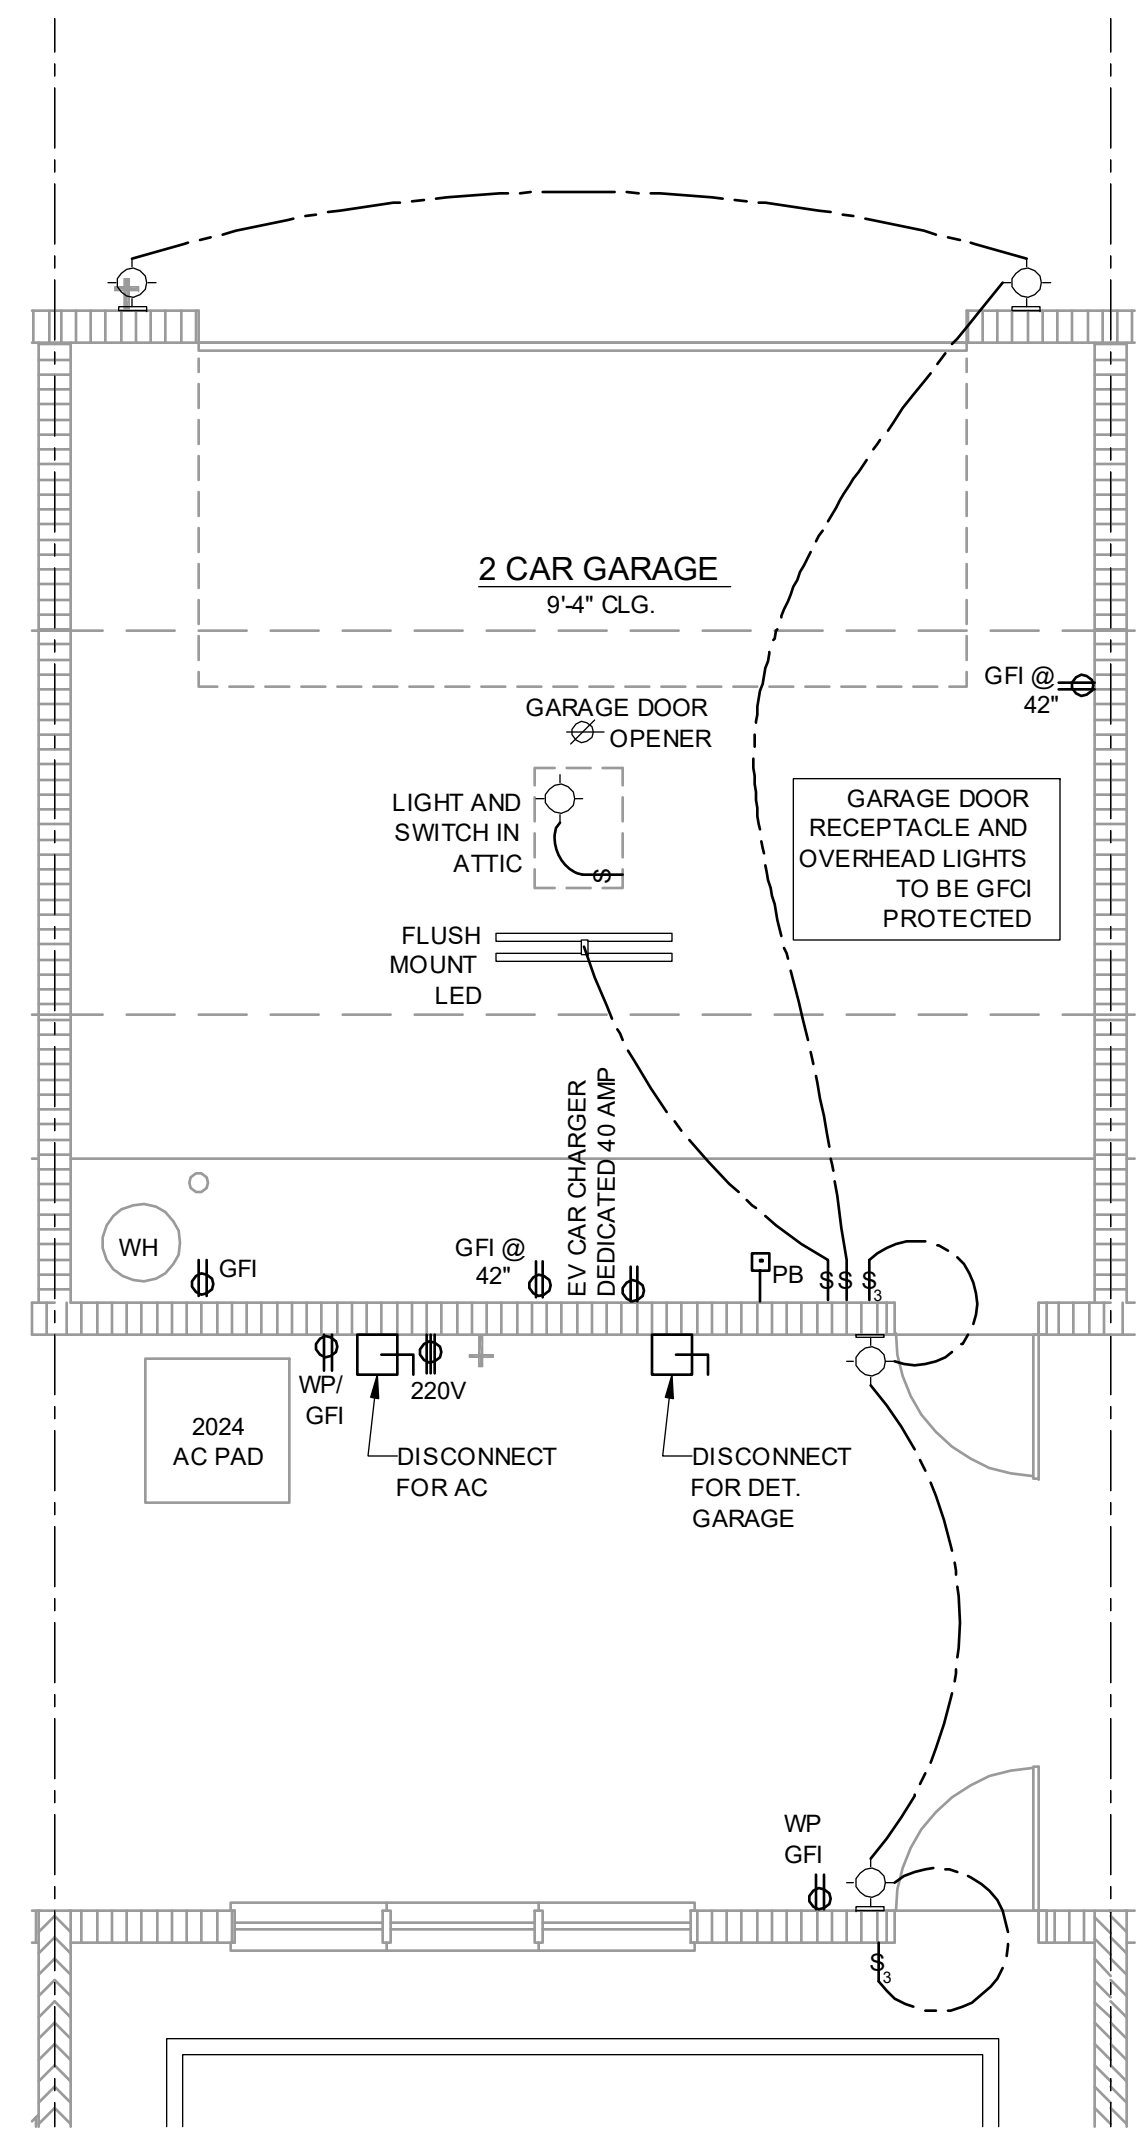 2 CAR GARAGE
9'-4" CLG.
GFI @
42"
GARAGE DOOR
OPENER
LIGHT AND
SWITCH IN
ATTIC
S
GARAGE DOOR
RECEPTACLE AND
OVERHEAD LIGHTS
TO BE GFCI
PROTECTED
FLUSH
MOUNT
LED
EV CAR CHARGER
DEDICATED 40 AMP
WH
GFI
GFI @
42"
PB
S S S3
WP/
GFI
220V
2024
AC PAD
DISCONNECT
FOR AC
DISCONNECT
FOR DET.
GARAGE
WP
GFI
S3